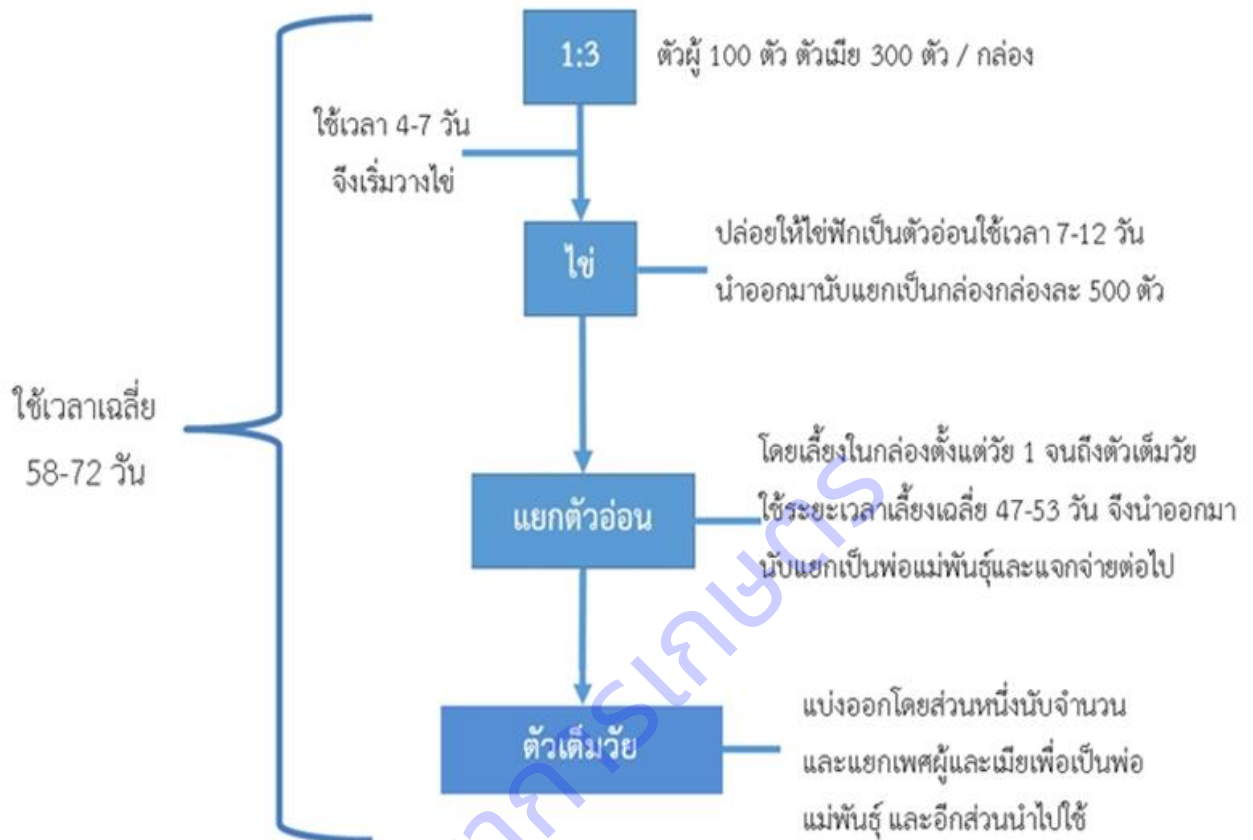 1:3
ตัวผู้ 100 ตัว ตัวเมีย 300 ตัว / กล่อง
ใช้เวลา 4-7 วัน
จึงเริ่มวางไข่
ไข่
ปล่อยให้ไข่ฟักเป็นตัวอ่อนใช้เวลา 7-12 วัน
นำออกมานับแยกเป็นกล่องกล่องละ 500 ตัว
ใช้เวลาเฉลี่ย
58-72 วัน
แยกตัวอ่อน
โดยเลี้ยงในกล่องตั้งแต่วัย 1 จนถึงตัวเต็มวัย
ใช้ระยะเวลาเลี้ยงเฉลี่ย 47-53 วัน จึงนำออกมา
นับแยกเป็นพ่อแม่พันธุ์และแจกจ่ายต่อไป
ตัวเต็มวัย
แบ่งออกโดยส่วนหนึ่งนับจำนวน
และแยกเพศผู้และเมียเพื่อเป็นพ่อ
แม่พันธุ์ และอีกส่วนนำไปใช้
การเกษตร